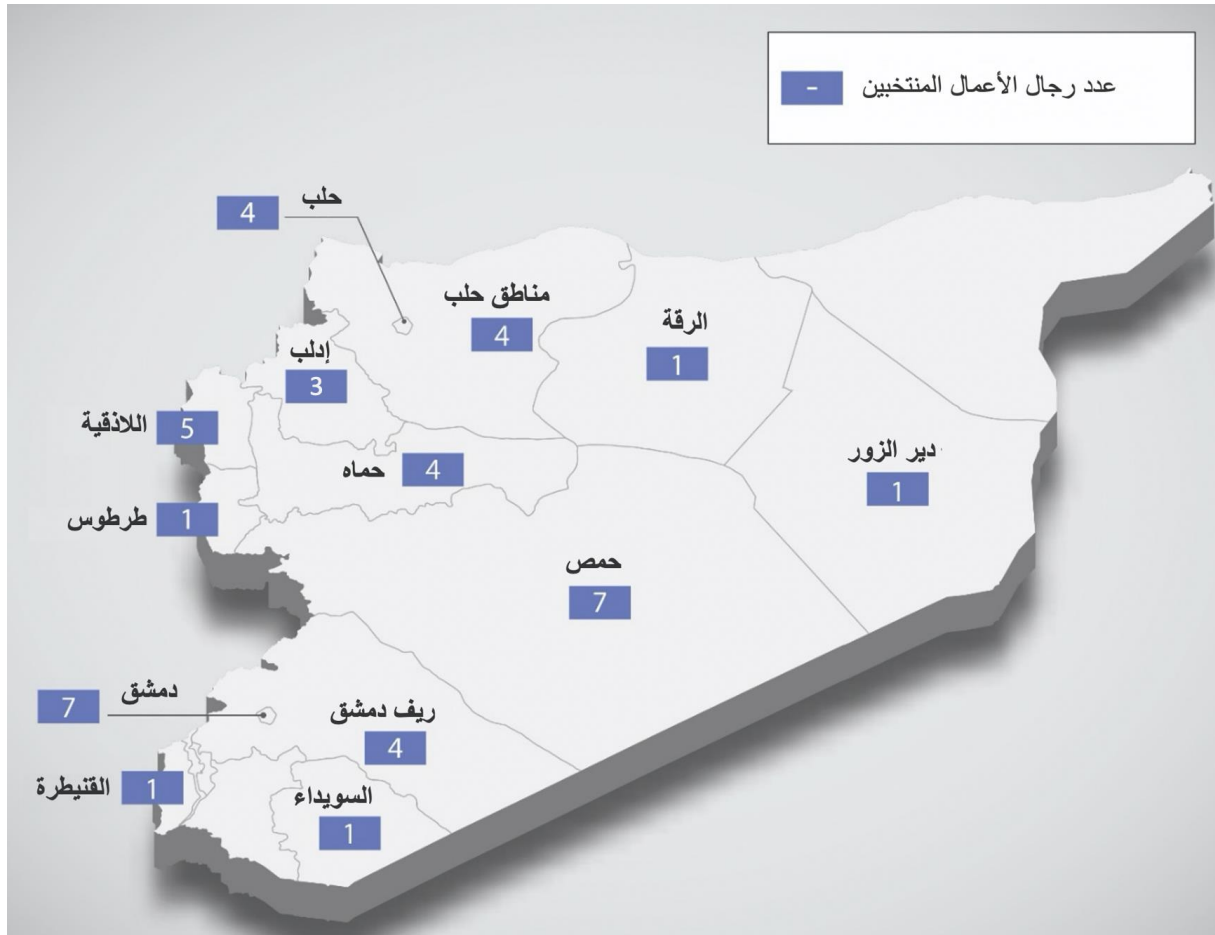 عدد رجال الأعمال المنتخبين -
حلب
4
مناطق حلب
4
الرقة
1
إدلب
3
اللاذقية 5
دير الزور
1
حماه 4
طرطوس 1
حمص
7
دمشق
7
ريف دمشق
4
القنيطرة 1
السويداء
1